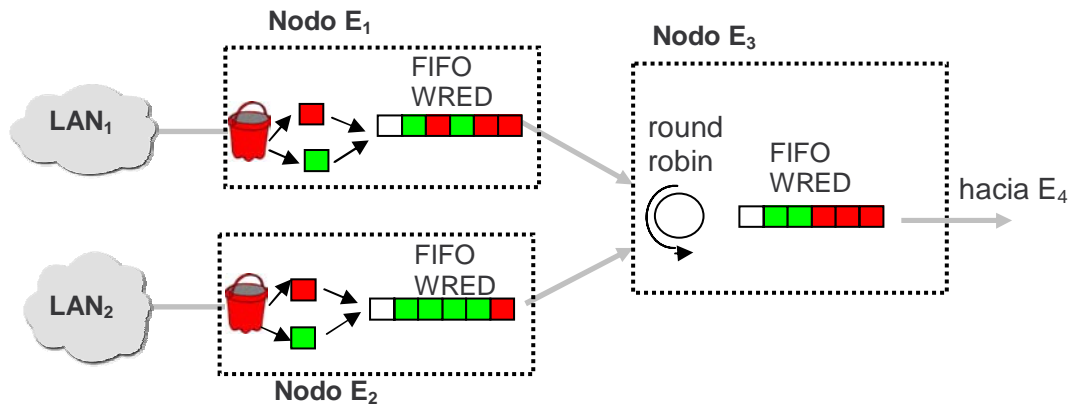 Nodo E1
FIFO
WRED
LAN1
Nodo E3
round
robin
FIFO
WRED
hacia E4
FIFO
WRED
LAN2
Nodo E2